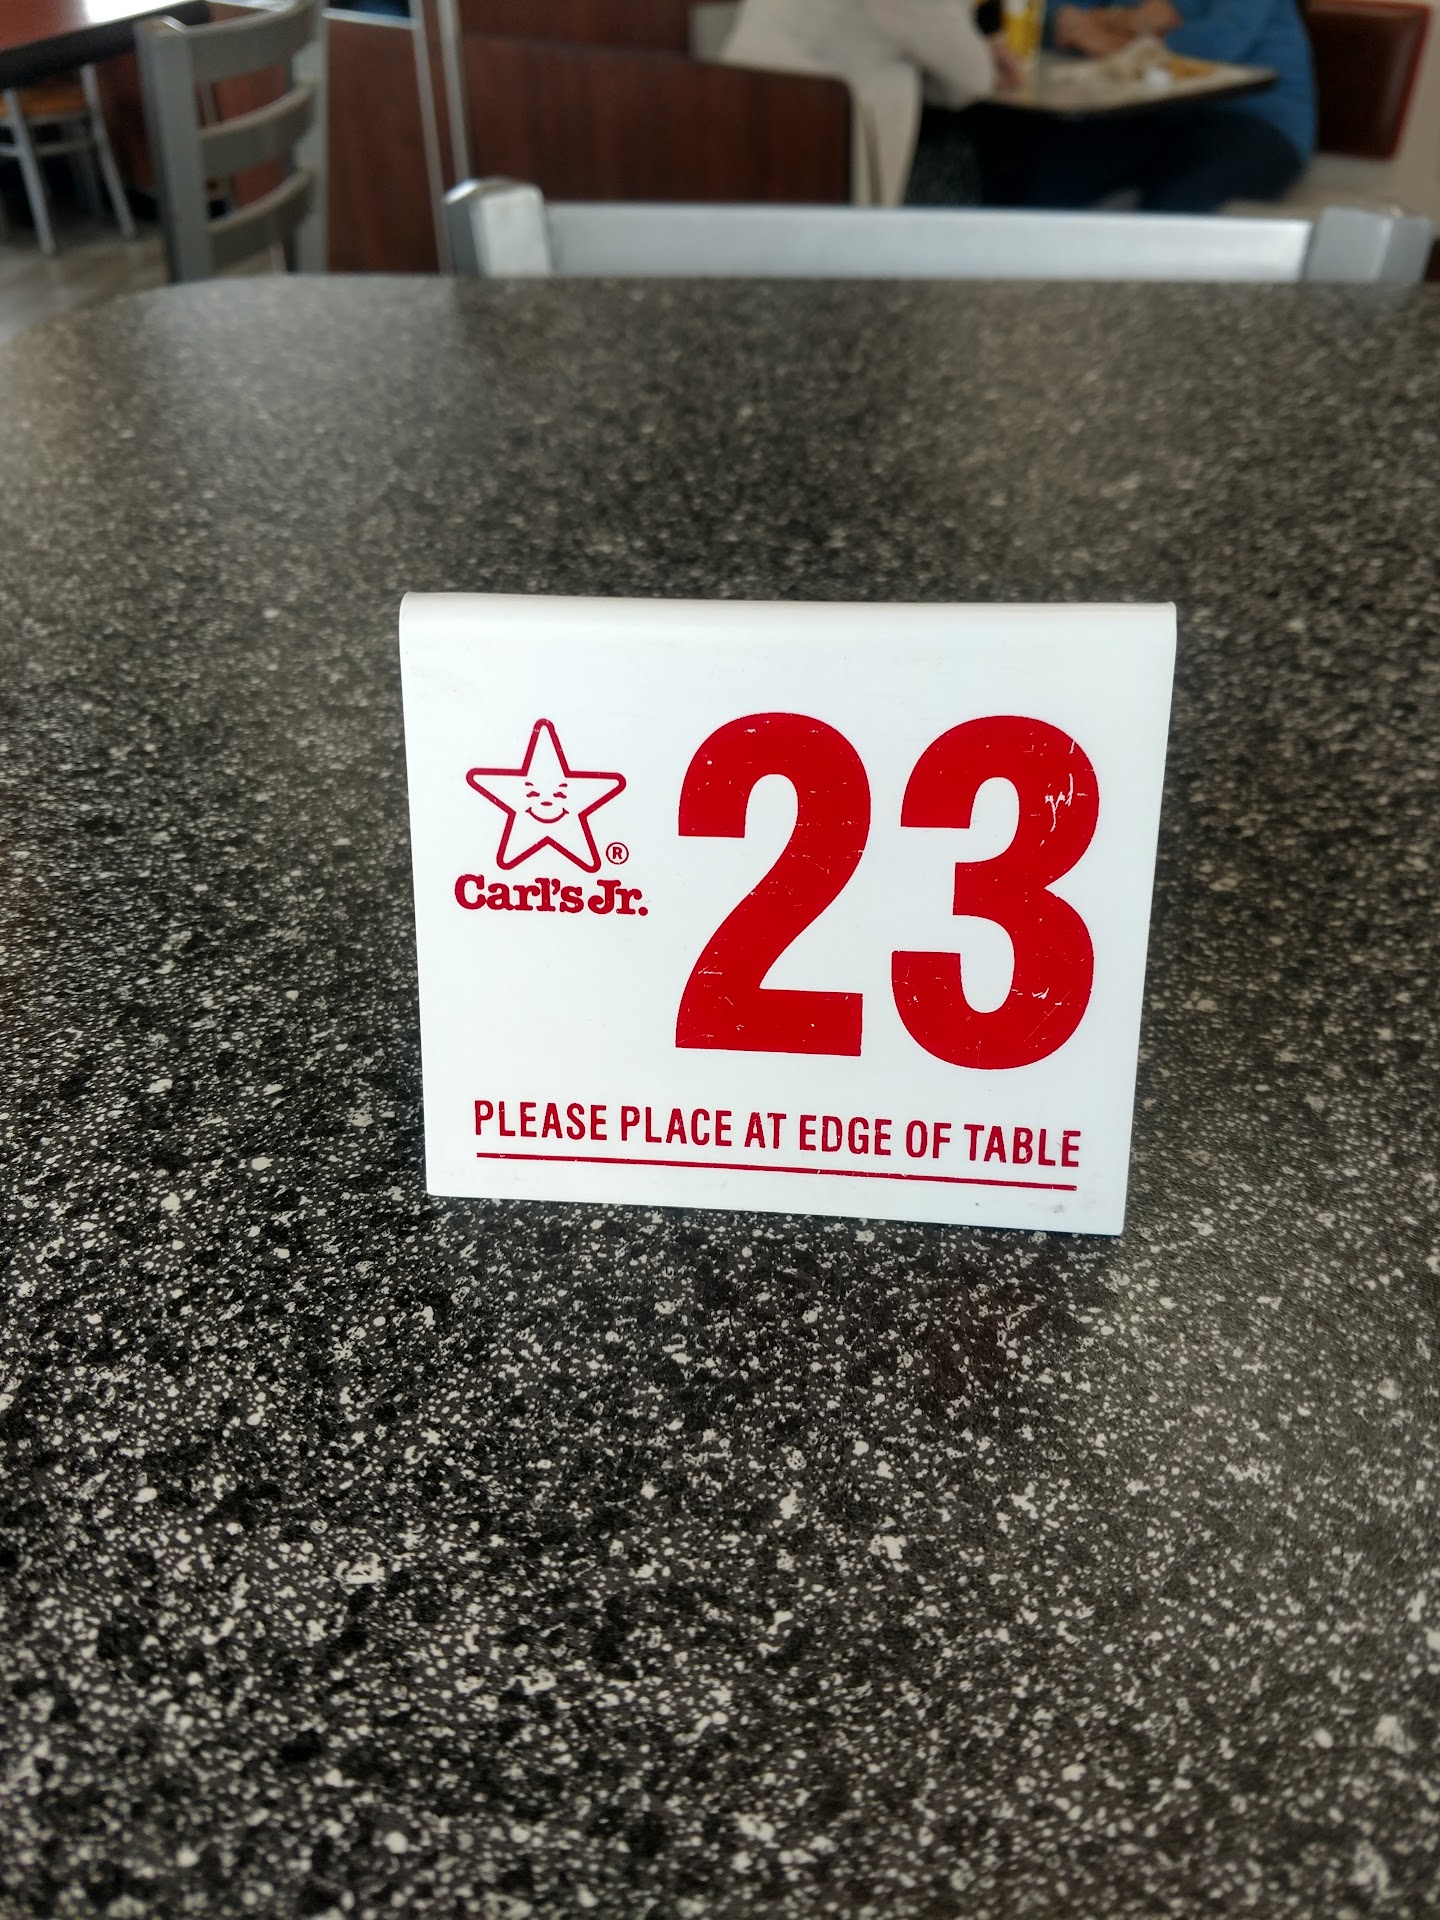 23
®
Carl's Jr.
PLEASE PLACE AT EDGE OF TABLE